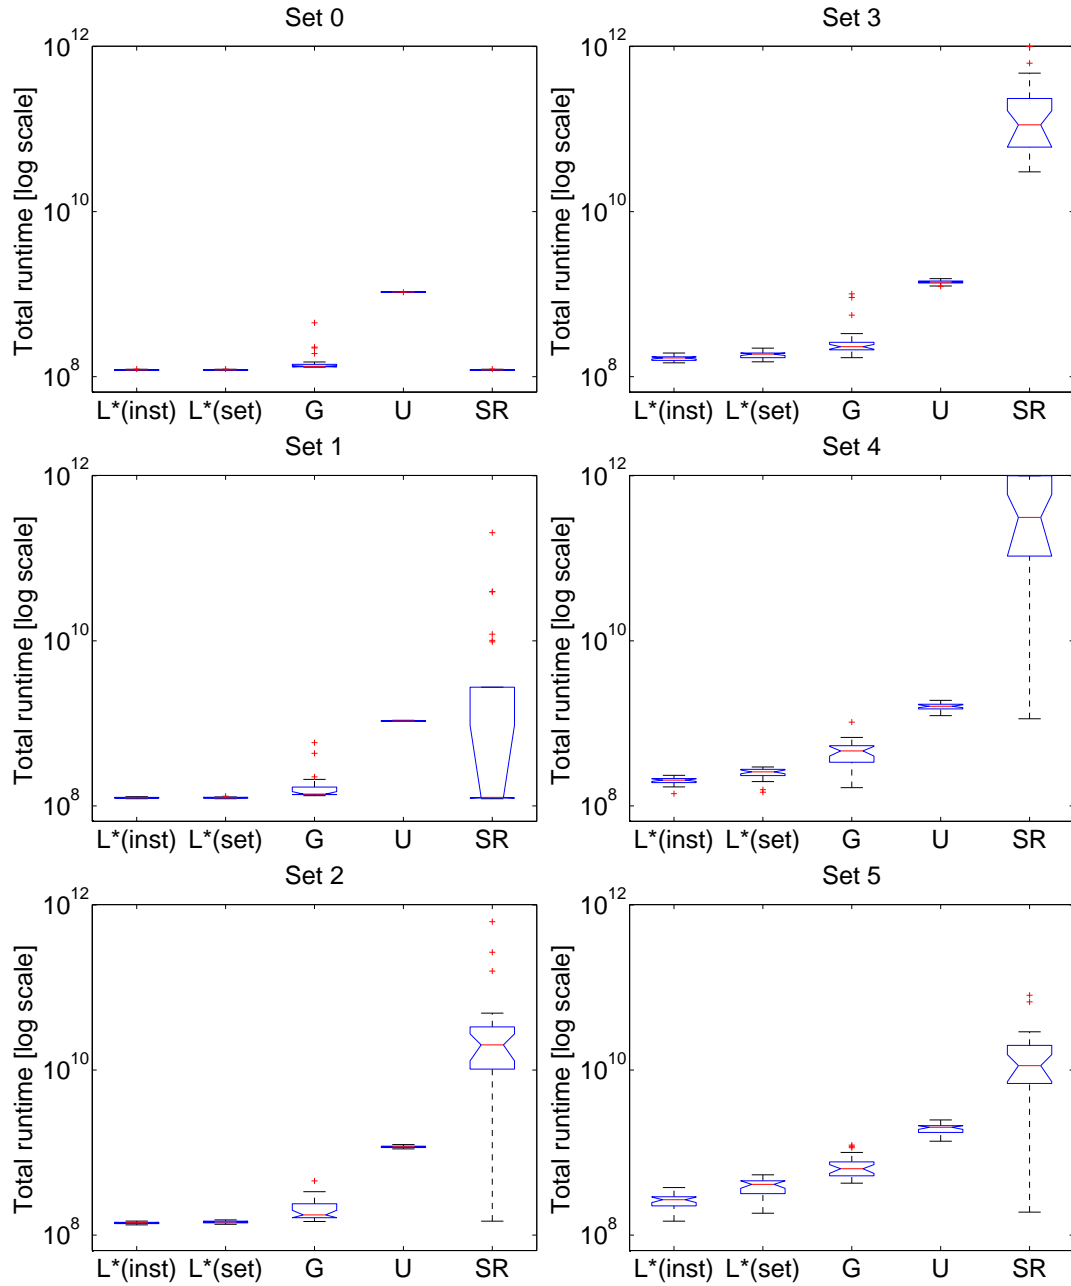 Set 0
Total runtime [log scale]
10^12
10^10
10^8
L*(inst) L*(set) G U SR
Set 3
Total runtime [log scale]
10^12
10^10
10^8
L*(inst) L*(set) G U SR
Set 1
Total runtime [log scale]
10^12
10^10
10^8
L*(inst) L*(set) G U SR
Set 4
Total runtime [log scale]
10^12
10^10
10^8
L*(inst) L*(set) G U SR
Set 2
Total runtime [log scale]
10^12
10^10
10^8
L*(inst) L*(set) G U SR
Set 5
Total runtime [log scale]
10^12
10^10
10^8
L*(inst) L*(set) G U SR